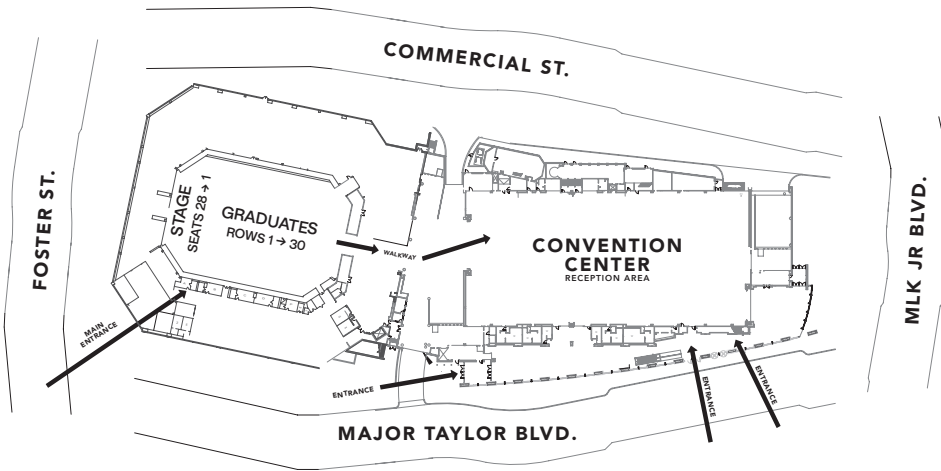 COMMERCIAL ST.
FOSTER ST.
STAGE
SEATS 28 → 1
GRADUATES
ROWS 1 → 30
WALKWAY
CONVENTION
CENTER
RECEPTION AREA
MLK JR BLVD.
MAIN
ENTRANCE
ENTRANCE
ENTRANCE
ENTRANCE
MAJOR TAYLOR BLVD.